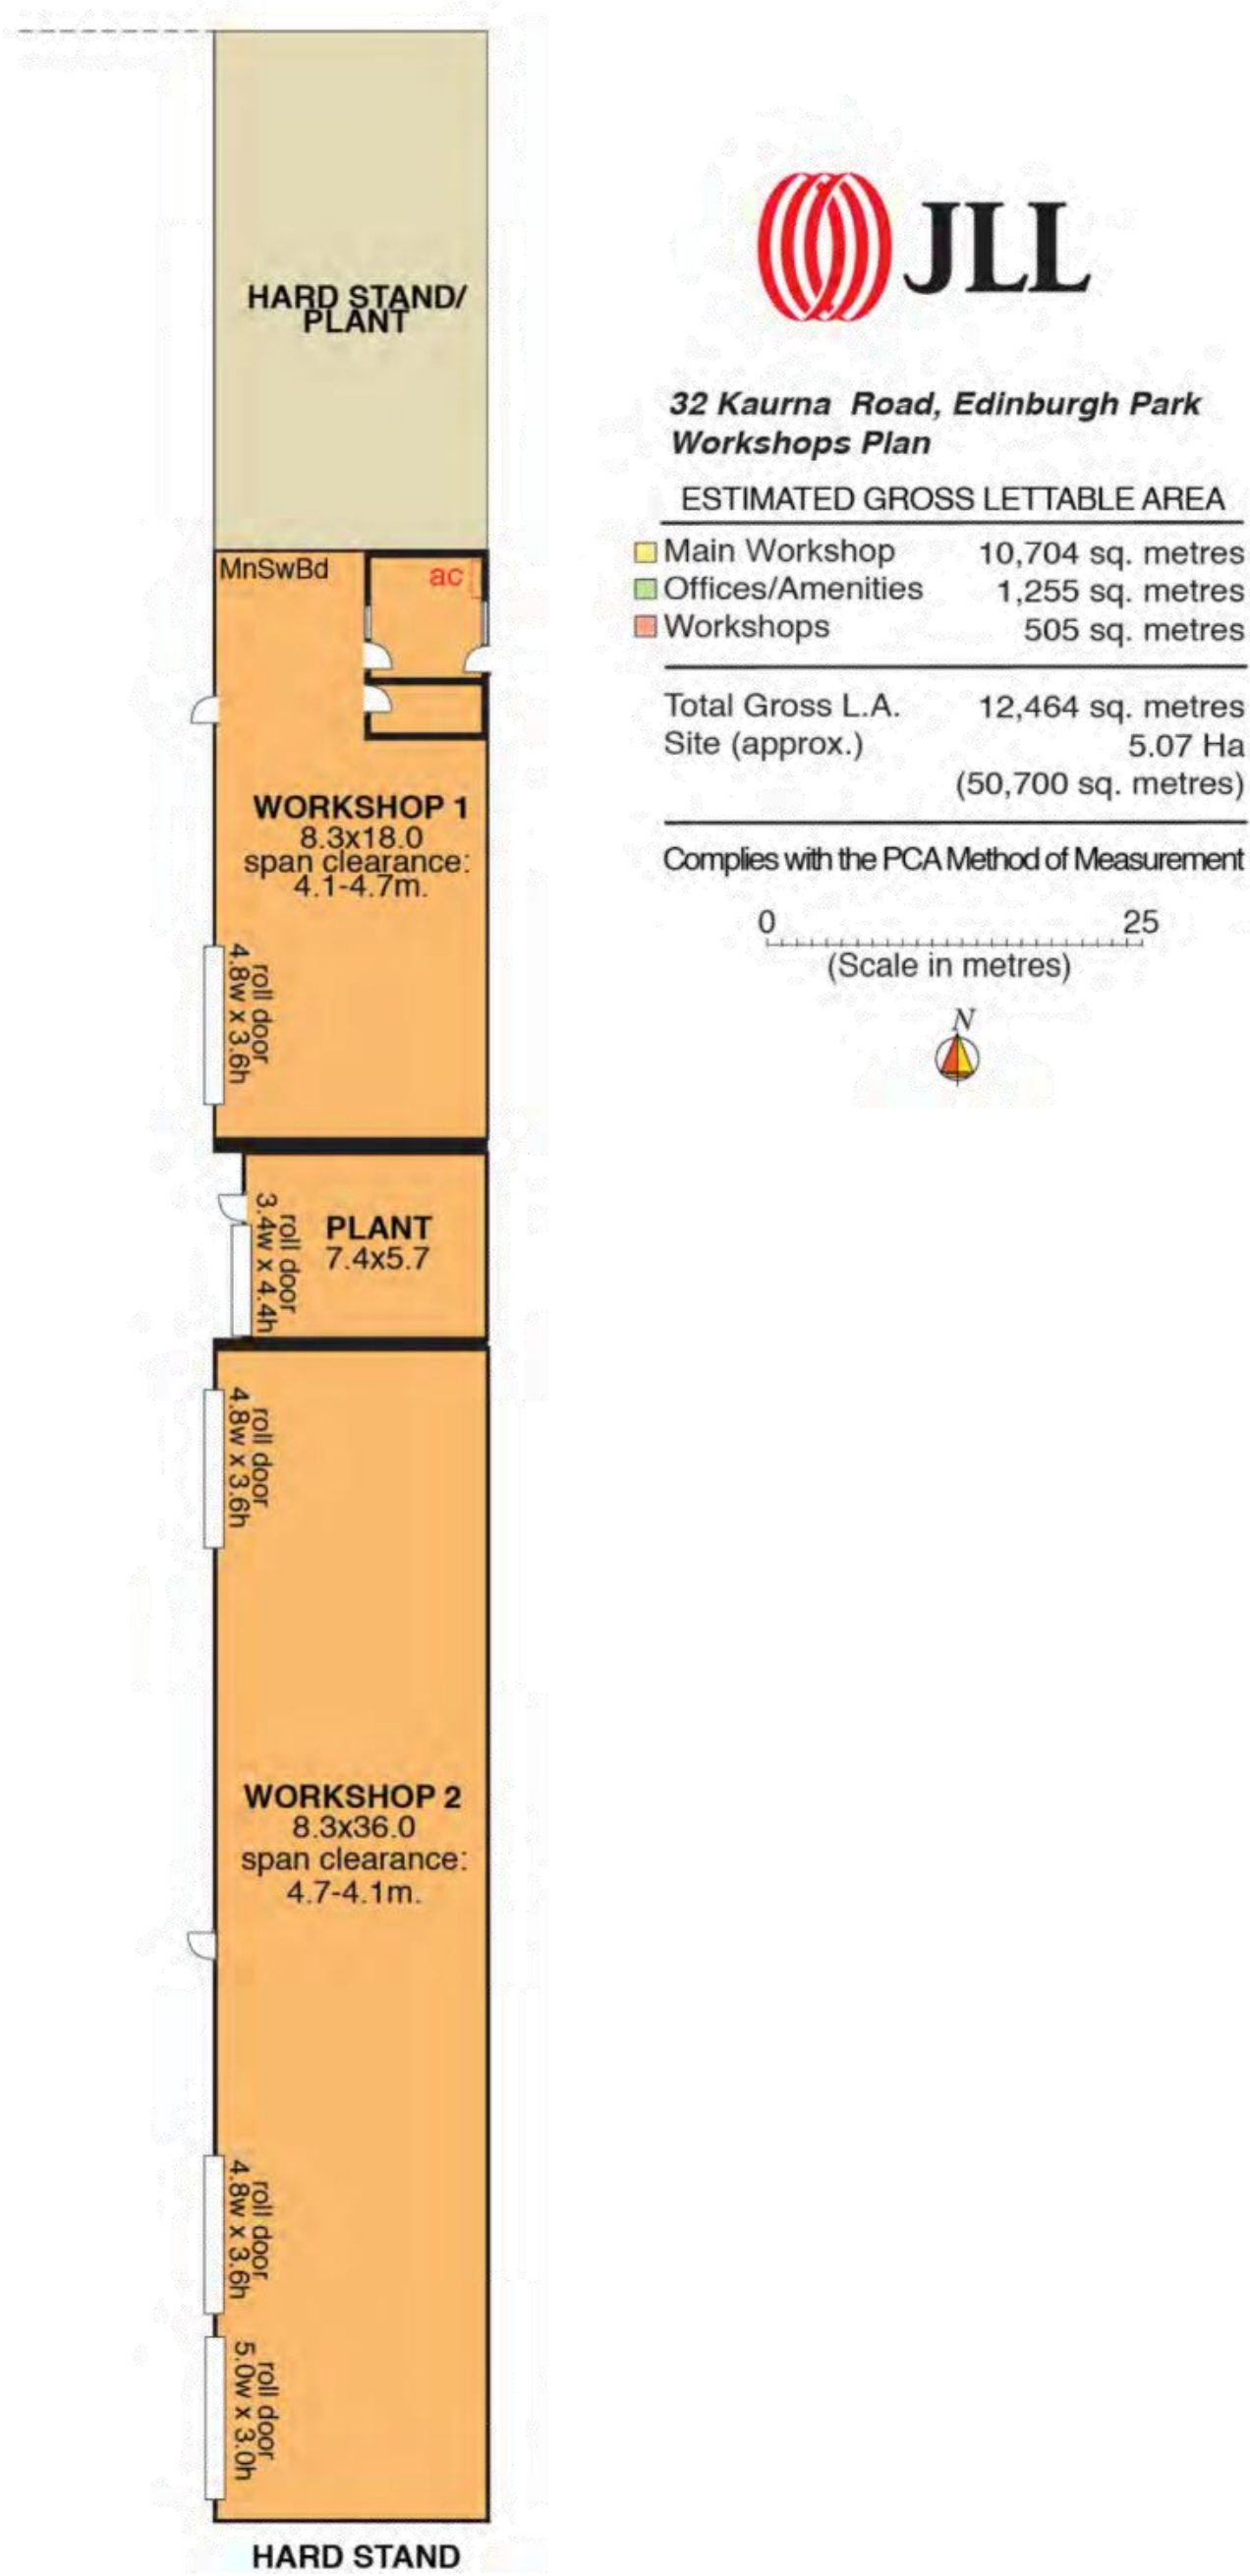 HARD STAND/
PLANT
MnSwBd
ac
WORKSHOP 1
8.3x18.0
span clearance:
4.1-4.7m.
roll door
4.8w x 3.6h
PLANT
7.4x5.7
roll door
3.4w x 4.4h
roll door
4.8w x 3.6h
WORKSHOP 2
8.3x36.0
span clearance:
4.7-4.1m.
roll door
4.8w x 3.6h
roll door
5.0w x 3.0h
HARD STAND
JLL
32 Kaurna Road, Edinburgh Park
Workshops Plan
ESTIMATED GROSS LETTABLE AREA
Main Workshop 10,704 sq. metres
Offices/Amenities 1,255 sq. metres
Workshops 505 sq. metres
Total Gross L.A. 12,464 sq. metres
Site (approx.) 5.07 Ha
(50,700 sq. metres)
Complies with the PCA Method of Measurement
0 25
(Scale in metres)
N